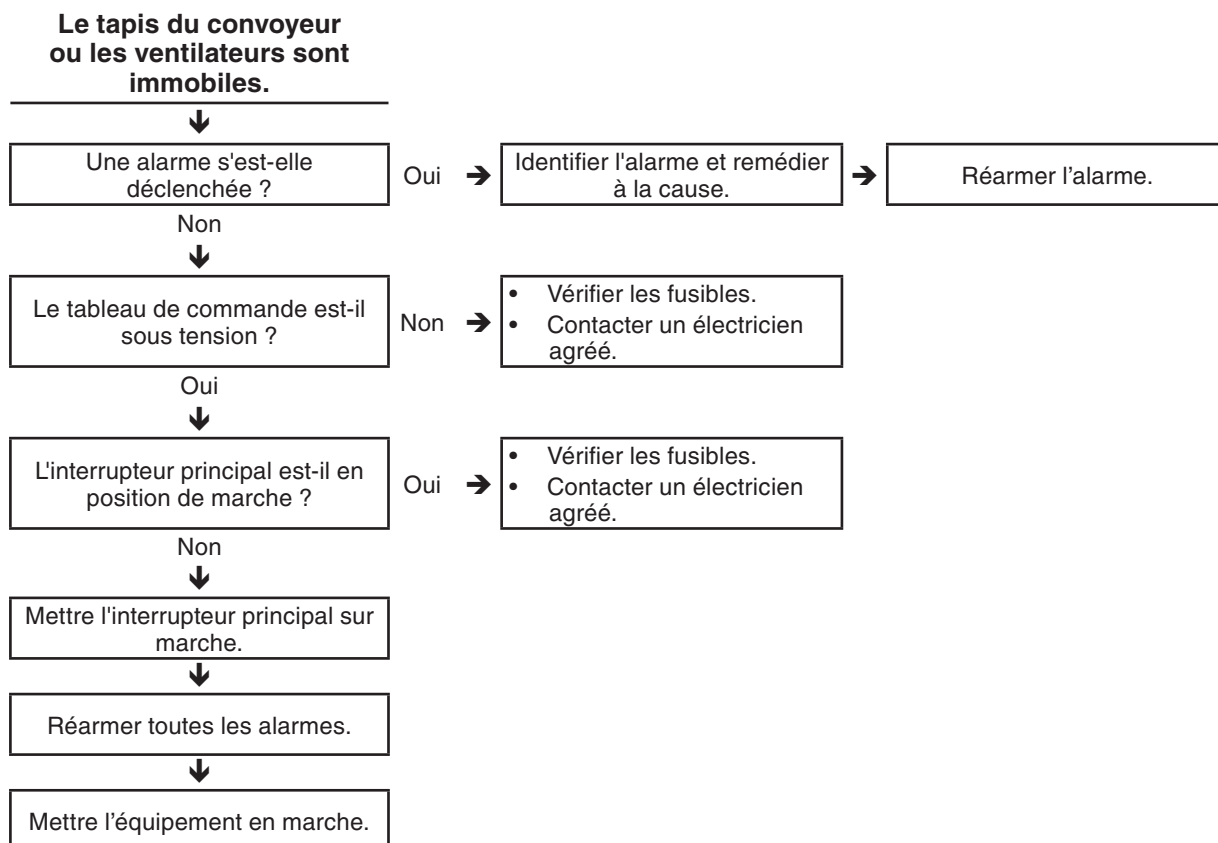 Le tapis du convoyeur
ou les ventilateurs sont
immobiles.
Une alarme s'est-elle
déclenchée ?
Oui
Identifier l'alarme et remédier
à la cause.
Réarmer l’alarme.
Non
Le tableau de commande est-il
sous tension ?
Non
• Vérifier les fusibles.
• Contacter un électricien
agréé.
Oui
L'interrupteur principal est-il en
position de marche ?
Oui
• Vérifier les fusibles.
• Contacter un électricien
agréé.
Non
Mettre l'interrupteur principal sur
marche.
Réarmer toutes les alarmes.
Mettre l’équipement en marche.